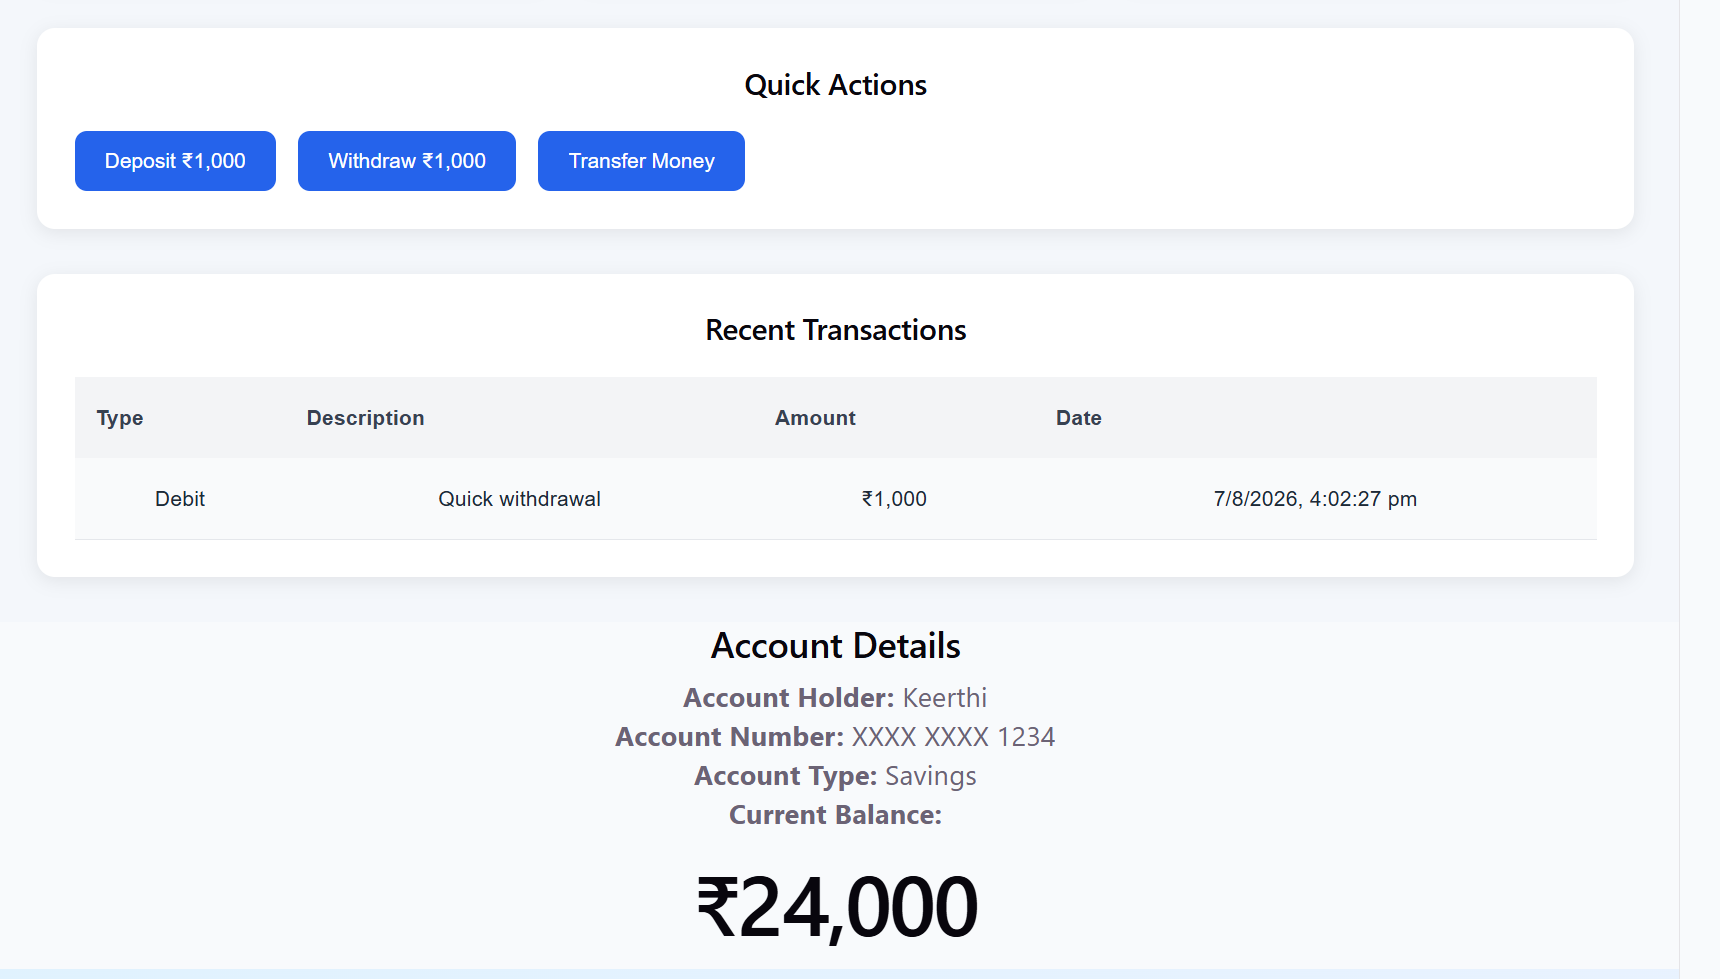 Quick Actions
Deposit ₹1,000 Withdraw ₹1,000 Transfer Money
Recent Transactions
Type Description Amount Date
Debit Quick withdrawal ₹1,000 7/8/2026, 4:02:27 pm
Account Details
Account Holder: Keerthi
Account Number: XXXX XXXX 1234
Account Type: Savings
Current Balance:
₹24,000